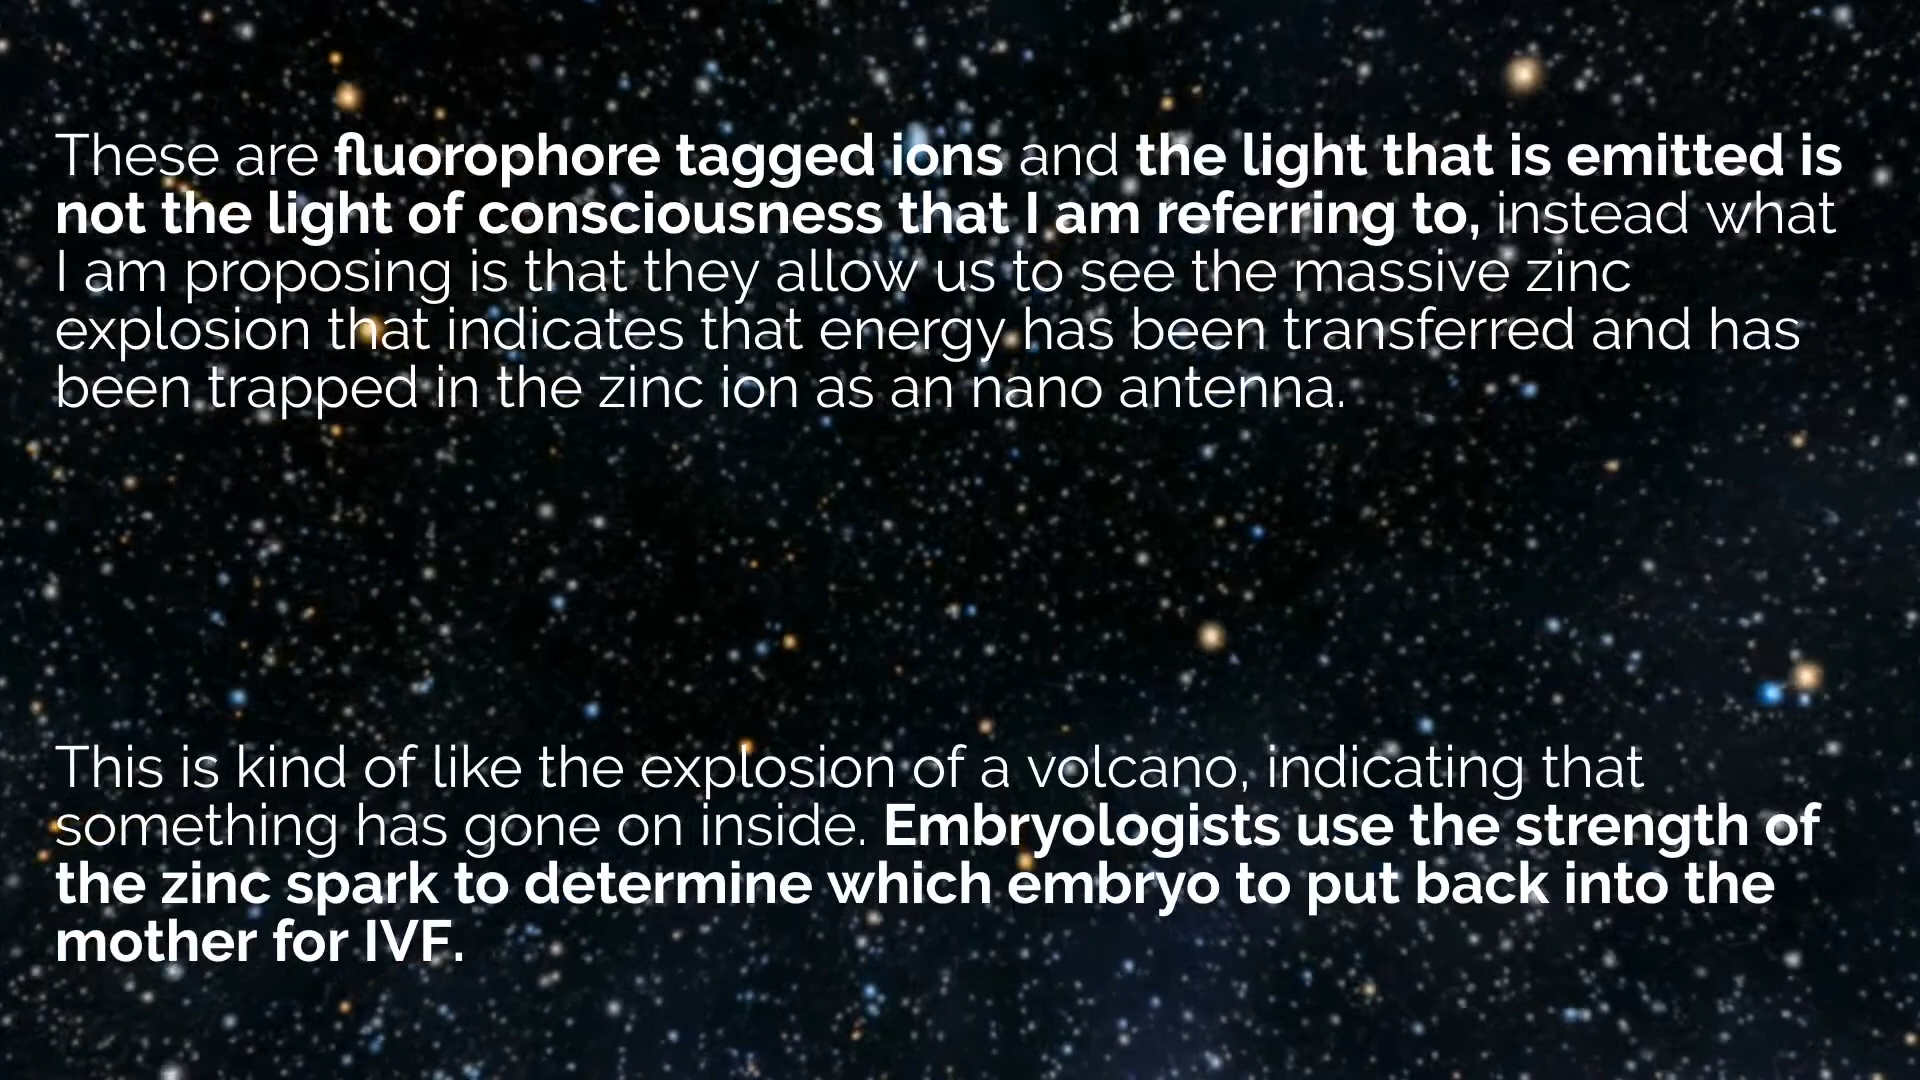 These are fluorophore tagged ions and the light that is emitted is
not the light of consciousness that I am referring to, instead what
I am proposing is that they allow us to see the massive zinc
explosion that indicates that energy has been transferred and has
been trapped in the zinc ion as an nano antenna.
This is kind of like the explosion of a volcano, indicating that
something has gone on inside. Embryologists use the strength of
the zinc spark to determine which embryo to put back into the
mother for IVF.